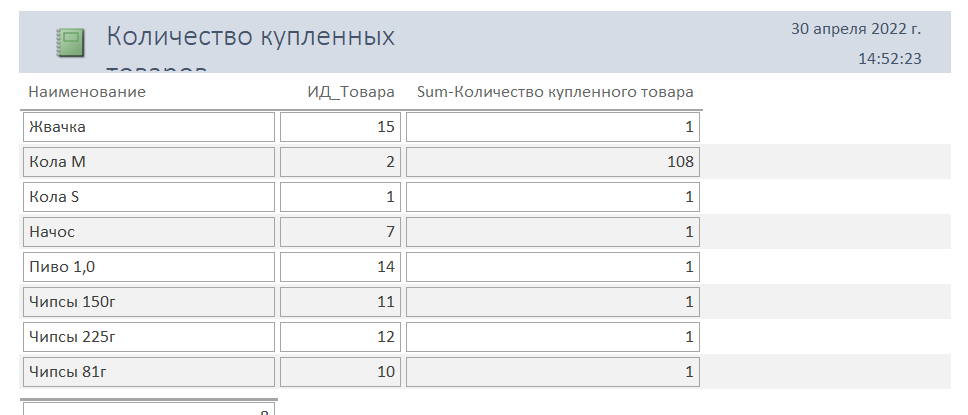 Количество купленных
товаров
30 апреля 2022 г.
14:52:23
Наименование ИД_Товара Sum-Количество купленного товара
Жвачка 15 1
Кола М 2 108
Кола S 1 1
Начос 7 1
Пиво 1,0 14 1
Чипсы 150г 11 1
Чипсы 225г 12 1
Чипсы 81г 10 1
8